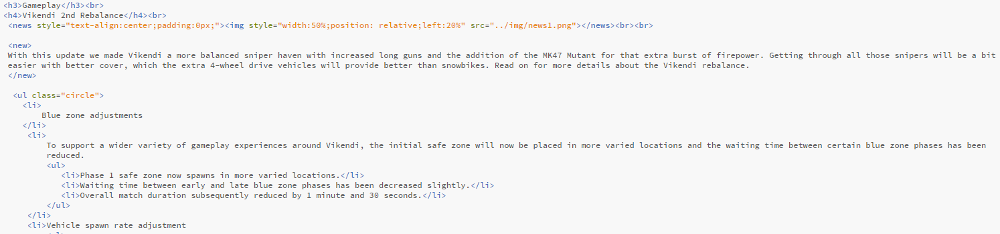 <h3>Gameplay</h3><br>
<h4>Vikendi 2nd Rebalance</h4><br>
<news style="text-align:center;padding:0px;"><img style="width:50%;position: relative;left:20%" src="../img/news1.png"></news><br><br>
<new>
With this update we made Vikendi a more balanced sniper haven with increased long guns and the addition of the MK47 Mutant for that extra burst of firepower. Getting through all those snipers will be a bit
easier with better cover, which the extra 4-wheel drive vehicles will provide better than snowbikes. Read on for more details about the Vikendi rebalance.
</new>
<ul class="circle">
<li>
Blue zone adjustments
</li>
<li>
To support a wider variety of gameplay experiences around Vikendi, the initial safe zone will now be placed in more varied locations and the waiting time between certain blue zone phases has been
reduced.
<ul>
<li>Phase 1 safe zone now spawns in more varied locations.</li>
<li>Waiting time between early and late blue zone phases has been decreased slightly.</li>
<li>Overall match duration subsequently reduced by 1 minute and 30 seconds.</li>
</ul>
</li>
<li>Vehicle spawn rate adjustment